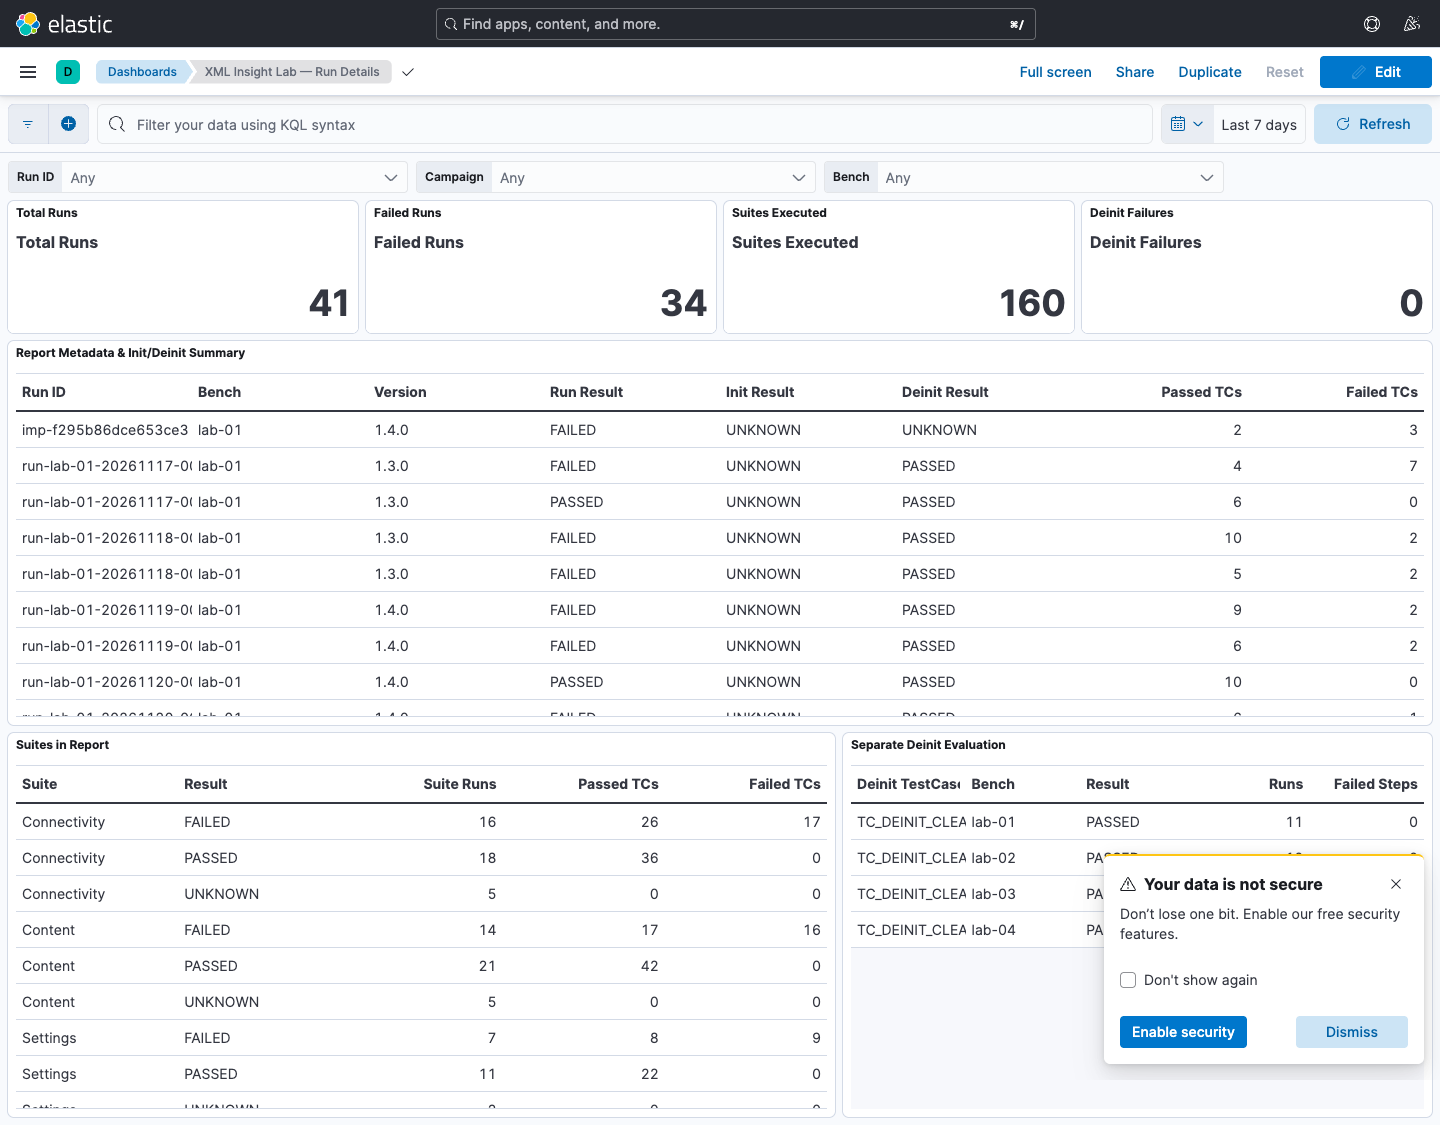 elastic
Find apps, content, and more.
⌘/
D
Dashboards
XML Insight Lab — Run Details
Full screen
Share
Duplicate
Reset
Edit
Filter your data using KQL syntax
Last 7 days
Refresh
Run ID Any
Campaign Any
Bench Any
Total Runs
Total Runs
41
Failed Runs
Failed Runs
34
Suites Executed
Suites Executed
160
Deinit Failures
Deinit Failures
0
Report Metadata & Init/Deinit Summary
Run ID Bench Version Run Result Init Result Deinit Result Passed TCs Failed TCs
imp-f295b86dce653ce3 lab-01 1.4.0 FAILED UNKNOWN UNKNOWN 2 3
run-lab-01-20261117-00 lab-01 1.3.0 FAILED UNKNOWN PASSED 4 7
run-lab-01-20261117-00 lab-01 1.3.0 PASSED UNKNOWN PASSED 6 0
run-lab-01-20261118-00 lab-01 1.3.0 FAILED UNKNOWN PASSED 10 2
run-lab-01-20261118-00 lab-01 1.3.0 FAILED UNKNOWN PASSED 5 2
run-lab-01-20261119-00 lab-01 1.4.0 FAILED UNKNOWN PASSED 9 2
run-lab-01-20261119-00 lab-01 1.4.0 FAILED UNKNOWN PASSED 6 2
run-lab-01-20261120-00 lab-01 1.4.0 PASSED UNKNOWN PASSED 10 0
Suites in Report
Suite Result Suite Runs Passed TCs Failed TCs
Connectivity FAILED 16 26 17
Connectivity PASSED 18 36 0
Connectivity UNKNOWN 5 0 0
Content FAILED 14 17 16
Content PASSED 21 42 0
Content UNKNOWN 5 0 0
Settings FAILED 7 8 9
Settings PASSED 11 22 0
Separate Deinit Evaluation
Deinit TestCase Bench Result Runs Failed Steps
TC_DEINIT_CLEA lab-01 PASSED 11 0
TC_DEINIT_CLEA lab-02
TC_DEINIT_CLEA lab-03 PA
TC_DEINIT_CLEA lab-04 PA
Your data is not secure
Don’t lose one bit. Enable our free security
features.
Don't show again
Enable security
Dismiss